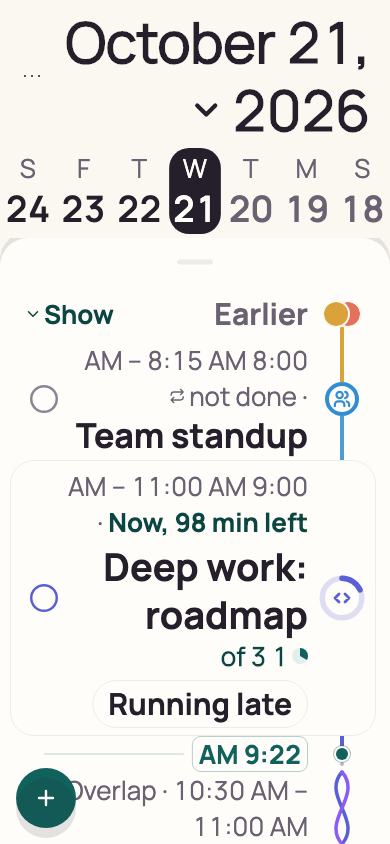 October 21,
...
2026
S F T W T M S
24 23 22 21 20 19 18
Show Earlier
AM – 8:15 AM 8:00
not done ·
Team standup
AM – 11:00 AM 9:00
· Now, 98 min left
Deep work:
roadmap
of 3 1
Running late
AM 9:22
Overlap · 10:30 AM –
11:00 AM